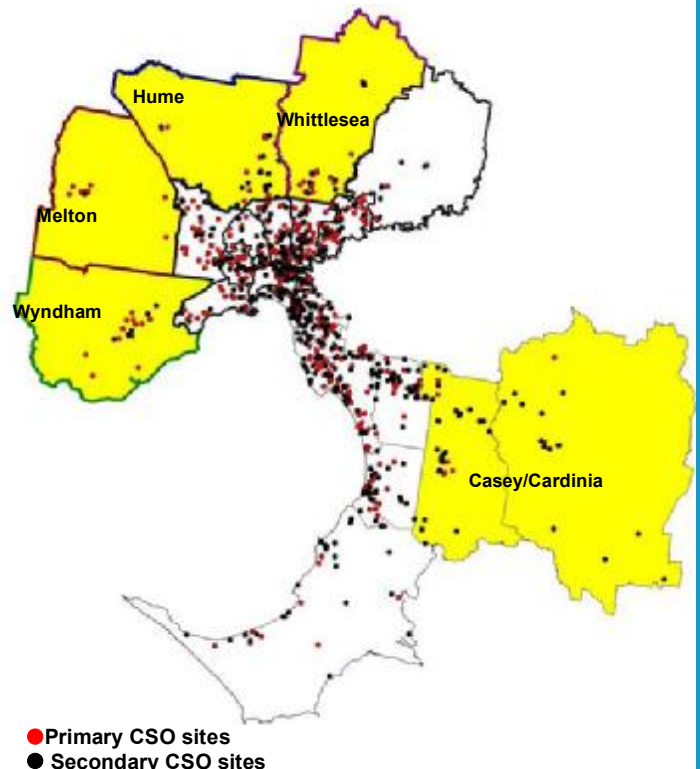 Hume
Whittlesea
Melton
Wyndham
Casey/Cardinia
Primary CSO sites
Secondary CSO sites